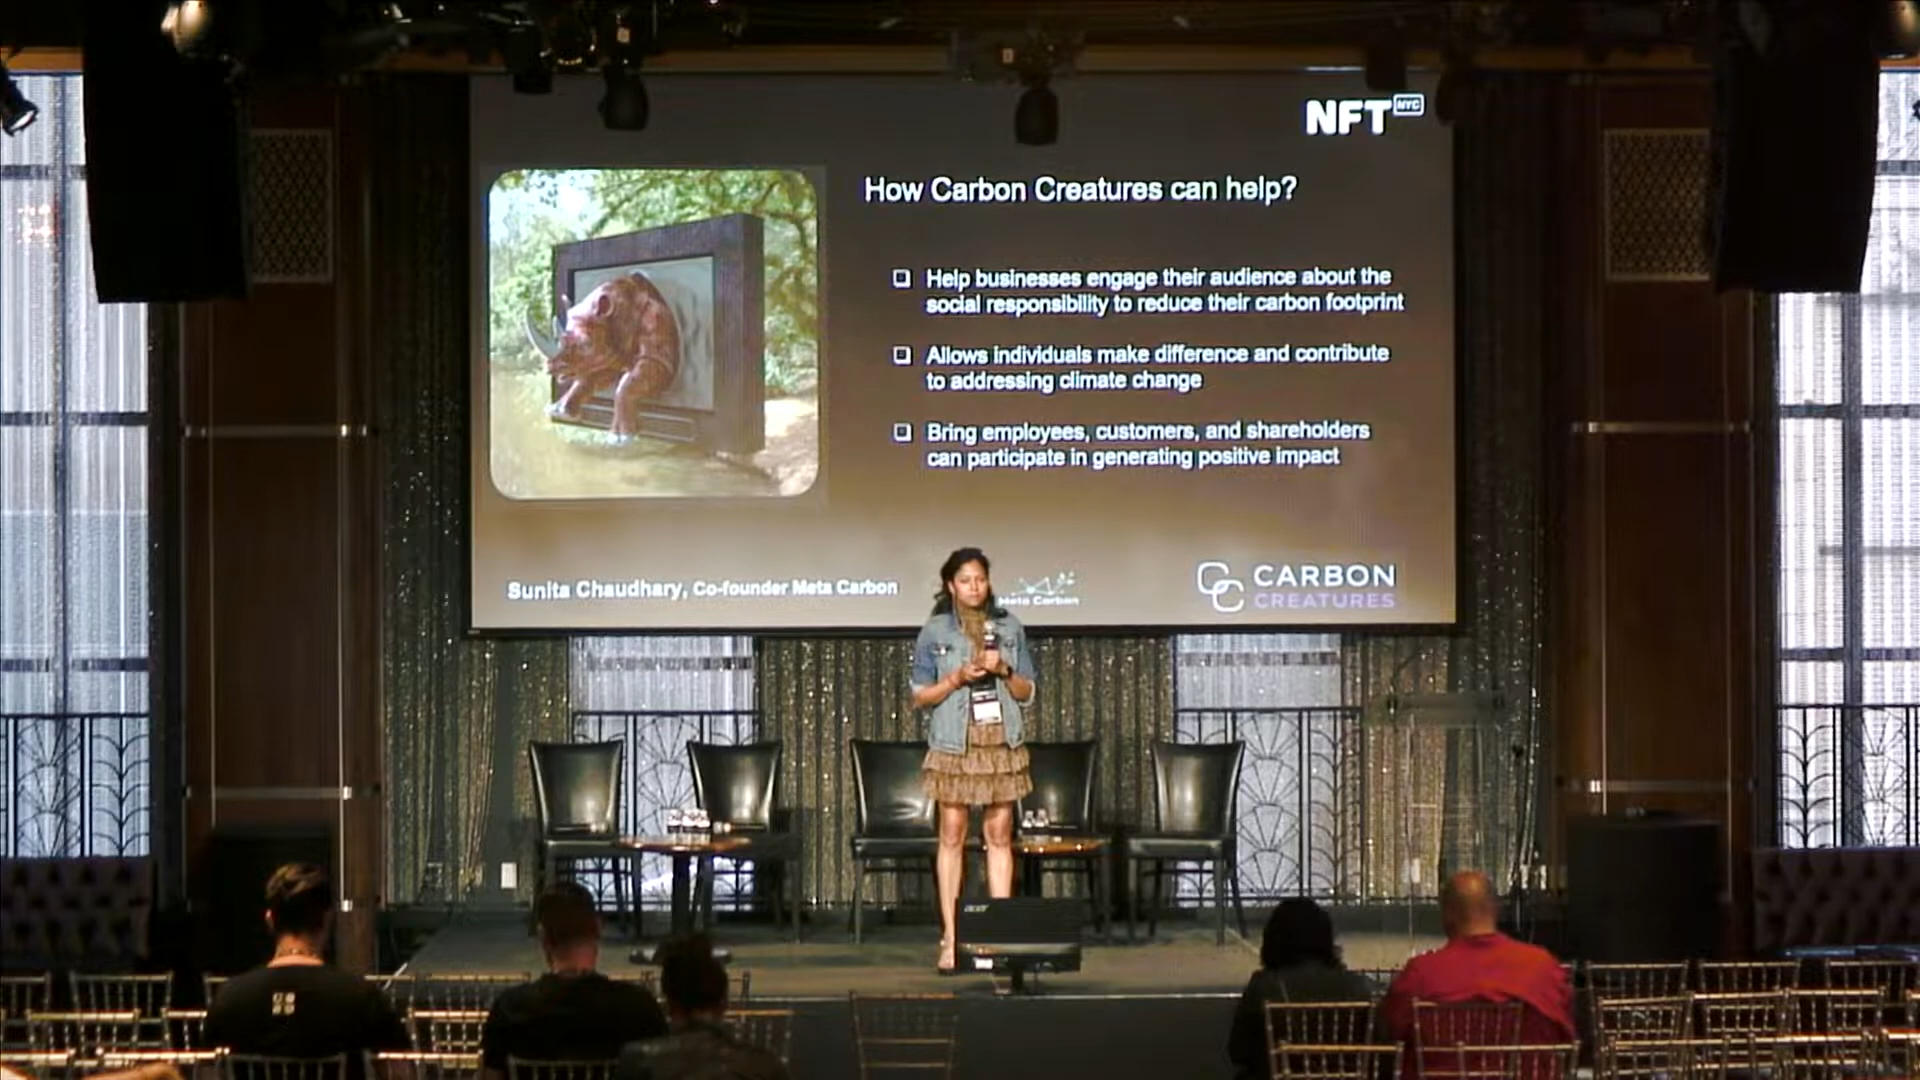 NFT NYC
How Carbon Creatures can help?
Help businesses engage their audience about the
social responsibility to reduce their carbon footprint
Allows individuals make difference and contribute
to addressing climate change
Bring employees, customers, and shareholders
can participate in generating positive impact
Sunita Chaudhary, Co-founder Meta Carbon
Meta Carbon
CARBON
CREATURES
acer